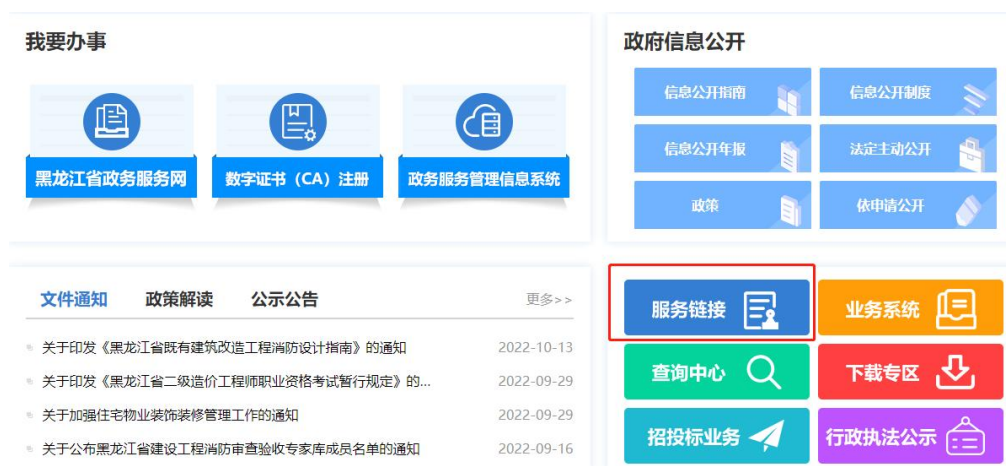 我要办事
黑龙江省政务服务网
数字证书（CA）注册
政务服务管理信息系统
政府信息公开
信息公开指南
信息公开制度
信息公开年报
法定主动公开
政策
依申请公开
文件通知 政策解读 公示公告 更多>>
关于印发《黑龙江省既有建筑改造工程消防设计指南》的通知 2022-10-13
关于印发《黑龙江省二级造价工程师职业资格考试暂行规定》的... 2022-09-29
关于加强住宅物业装饰装修管理工作的通知 2022-09-29
关于公布黑龙江省建设工程消防审查验收专家库成员名单的通知 2022-09-16
服务链接
业务系统
查询中心
下载专区
招投标业务
行政执法公示